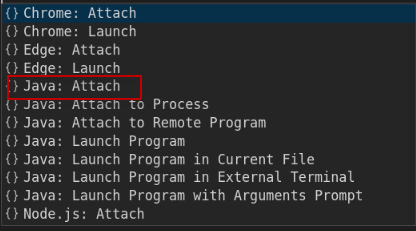 {} Chrome: Attach
{} Chrome: Launch
{} Edge: Attach
{} Edge: Launch
{} Java: Attach
{} Java: Attach to Process
{} Java: Attach to Remote Program
{} Java: Launch Program
{} Java: Launch Program in Current File
{} Java: Launch Program in External Terminal
{} Java: Launch Program with Arguments Prompt
{} Node.js: Attach